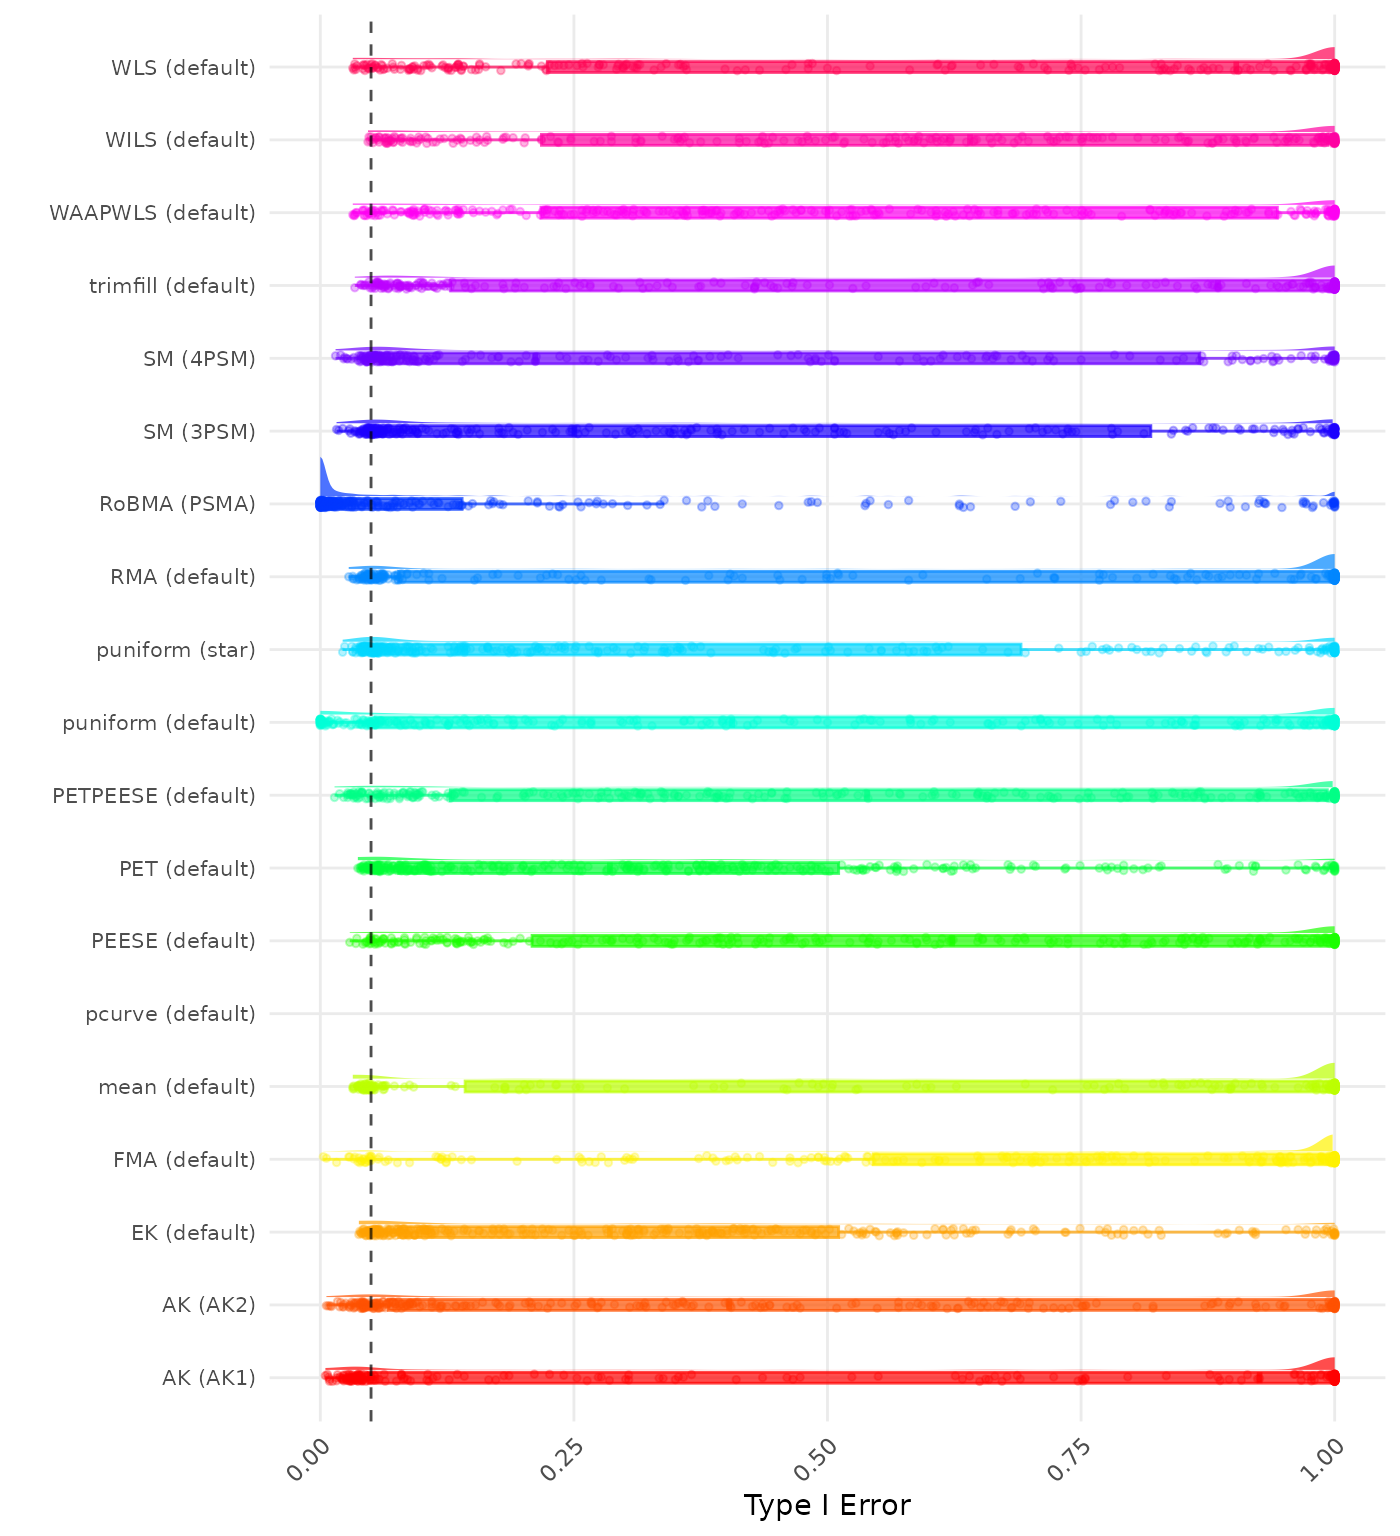 WLS (default)
WILS (default)
WAAPWLS (default)
trimfill (default)
SM (4PSM)
SM (3PSM)
RoBMA (PSMA)
RMA (default)
puniform (star)
puniform (default)
PETPEESE (default)
PET (default)
PEESE (default)
pcurve (default)
mean (default)
FMA (default)
EK (default)
AK (AK2)
AK (AK1)
0.00 0.25 0.50 0.75 1.00
Type I Error